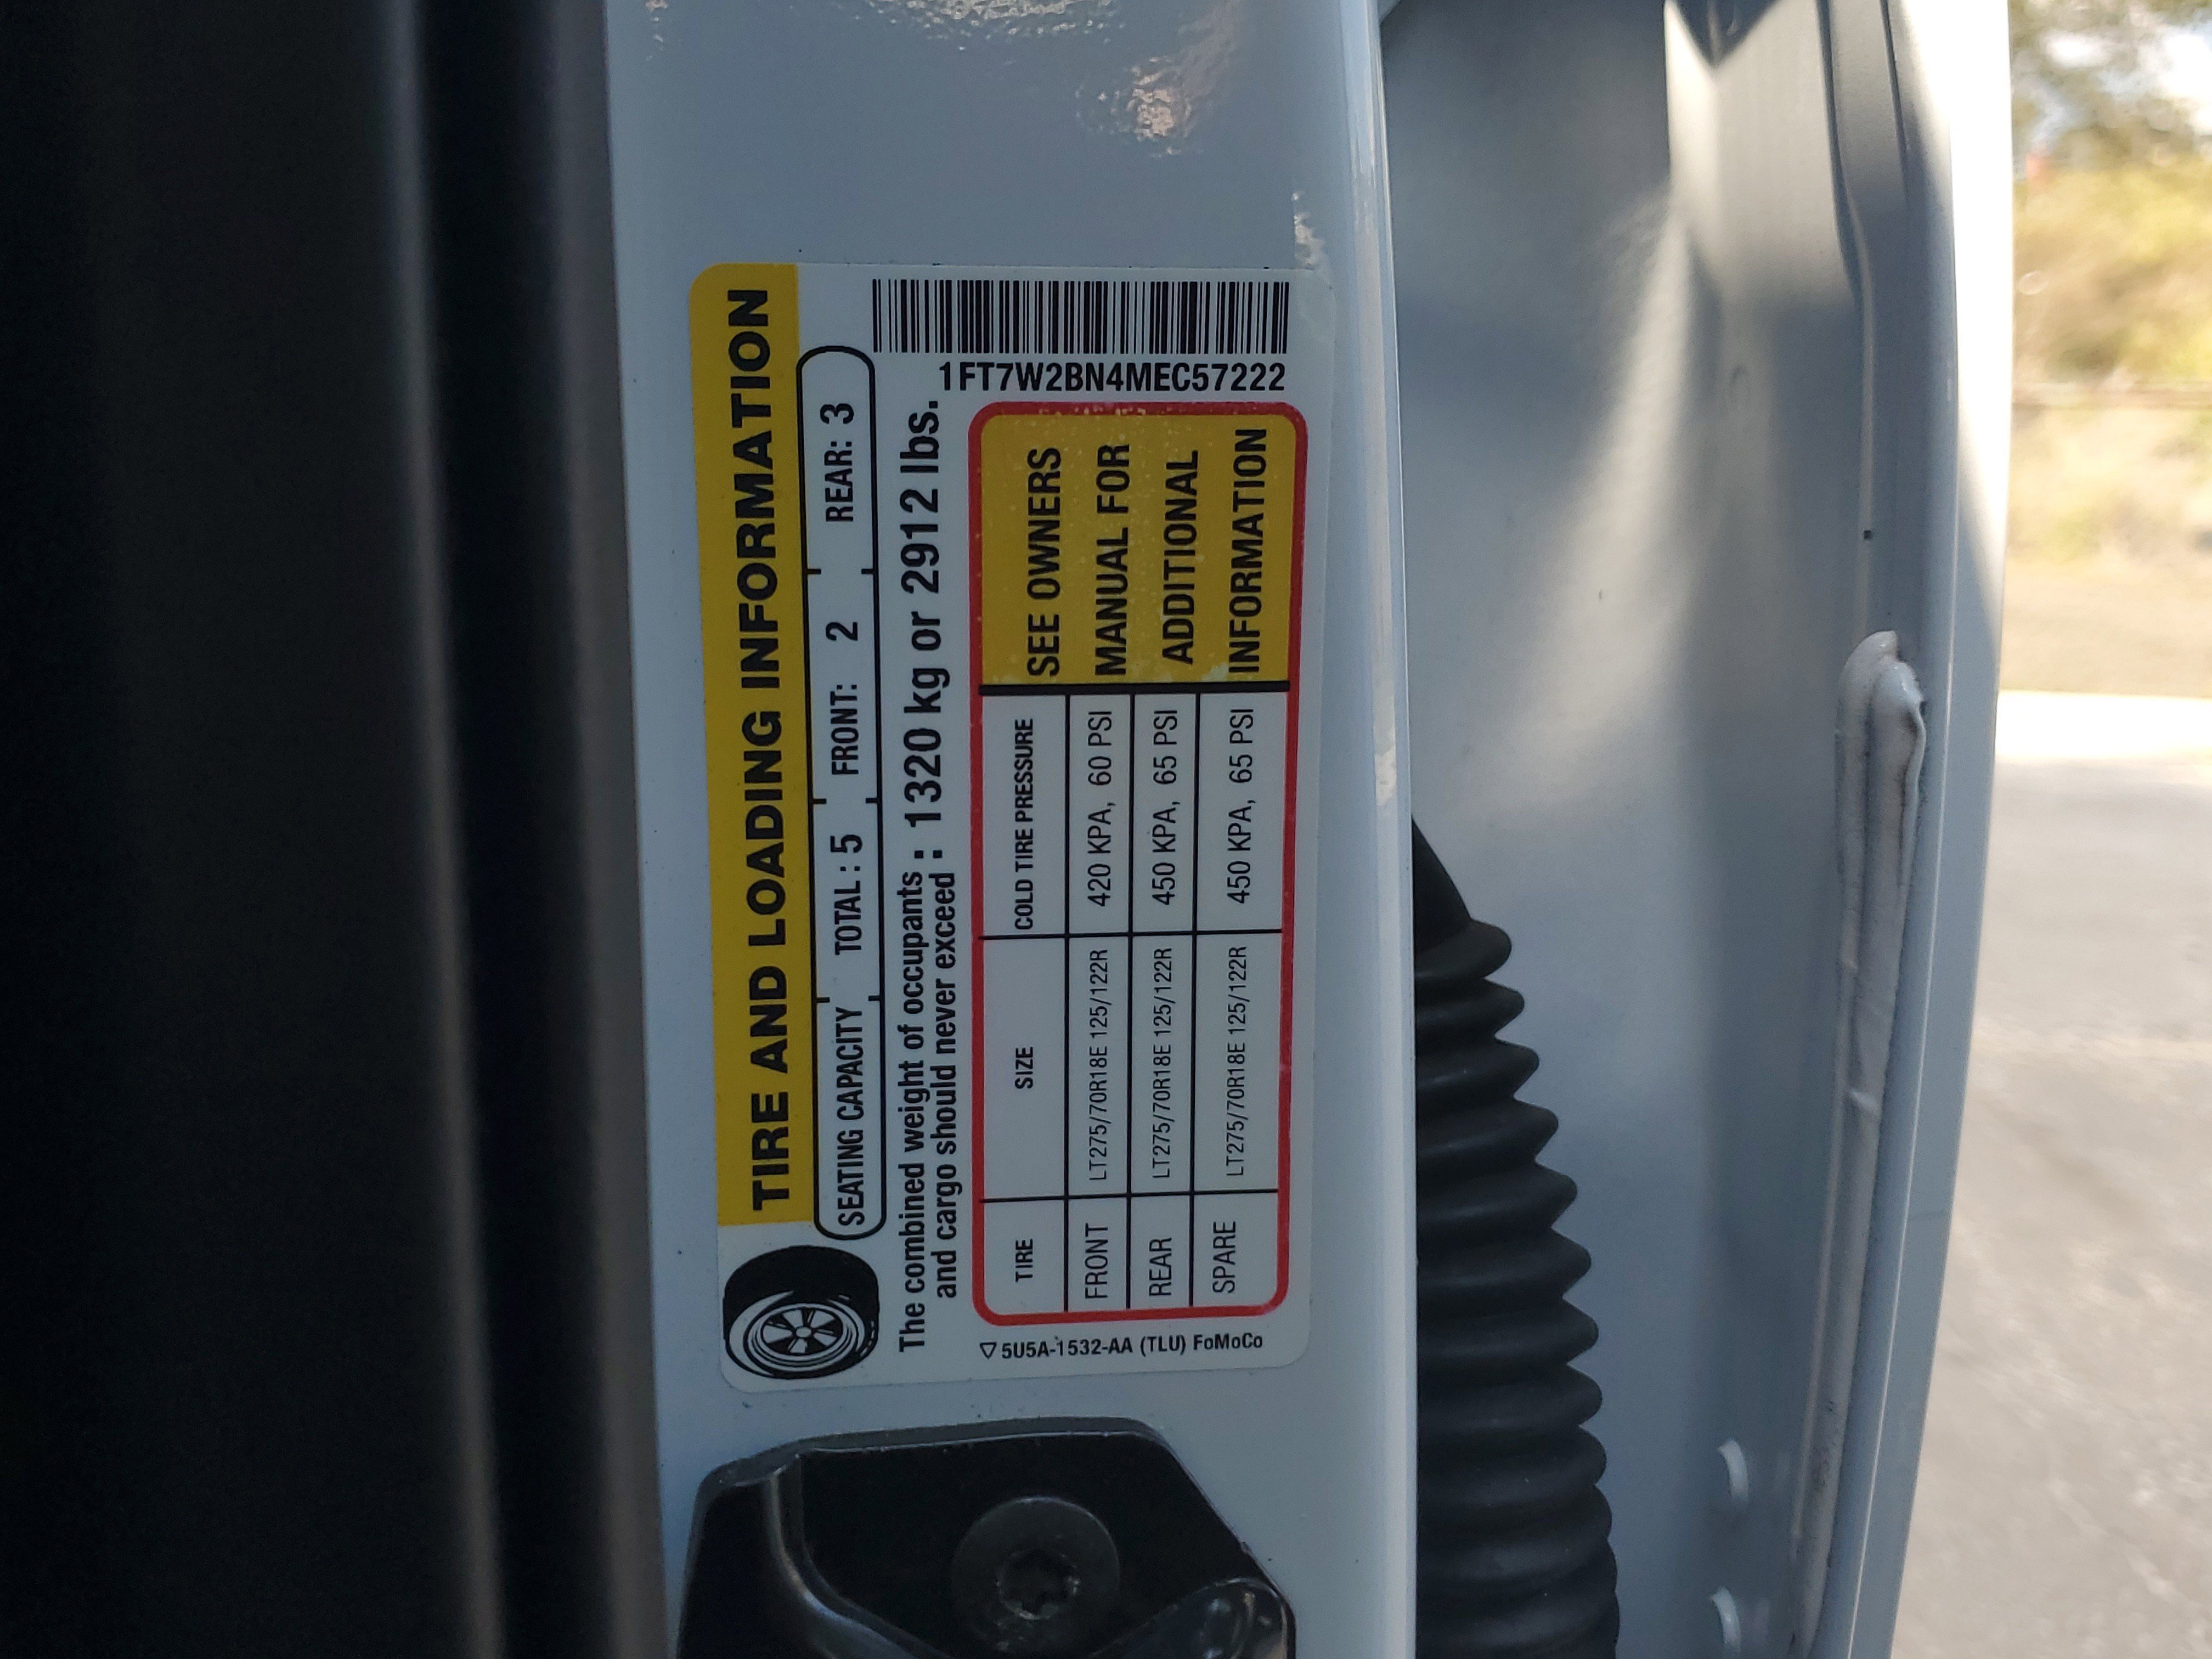 TIRE AND LOADING INFORMATION
SEATING CAPACITY TOTAL : 5 FRONT: 2 REAR: 3
The combined weight of occupants : 1320 kg or 2912 lbs.
and cargo should never exceed :
1FT7W2BN4MEC57222
TIRE SIZE COLD TIRE PRESSURE
FRONT LT275/70R18E 125/122R 420 KPA, 60 PSI
REAR LT275/70R18E 125/122R 450 KPA, 65 PSI
SPARE LT275/70R18E 125/122R 450 KPA, 65 PSI
SEE OWNERS
MANUAL FOR
ADDITIONAL
INFORMATION
5U5A-1532-AA (TLU) FoMoCo